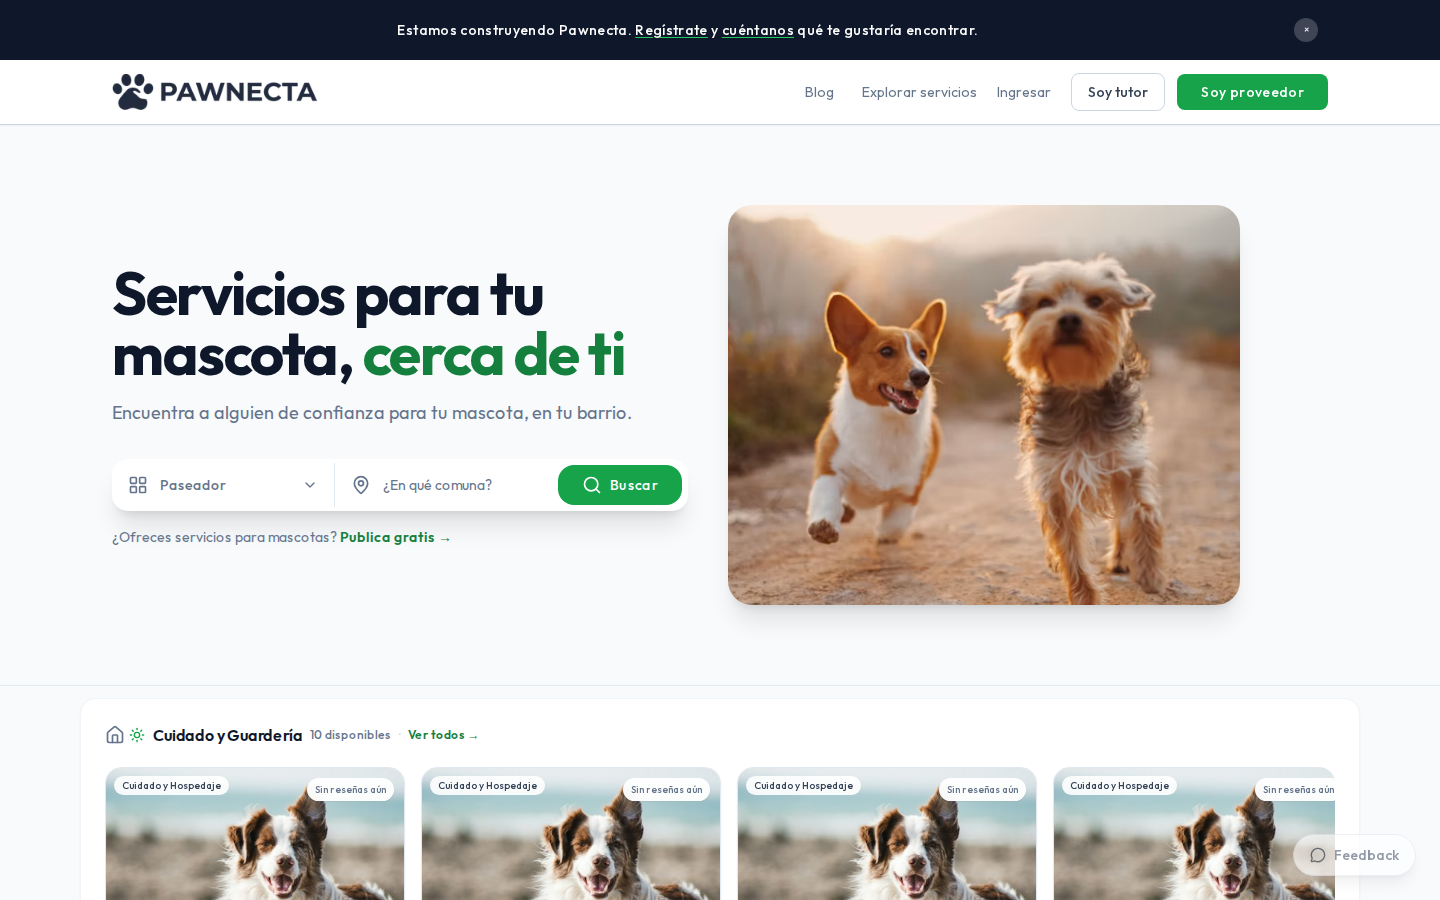 Estamos construyendo Pawnecta. Regístrate y cuéntanos qué te gustaría encontrar.
×
PAWNECTA
Blog
Explorar servicios
Ingresar
Soy tutor
Soy proveedor
Servicios para tu
mascota, cerca de ti
Encuentra a alguien de confianza para tu mascota, en tu barrio.
Paseador
¿En qué comuna?
Buscar
¿Ofreces servicios para mascotas? Publica gratis →
Cuidado y Guardería 10 disponibles · Ver todos →
Cuidado y Hospedaje
Sin reseñas aún
Cuidado y Hospedaje
Sin reseñas aún
Cuidado y Hospedaje
Sin reseñas aún
Cuidado y Hospedaje
Sin reseñas aún
Feedback